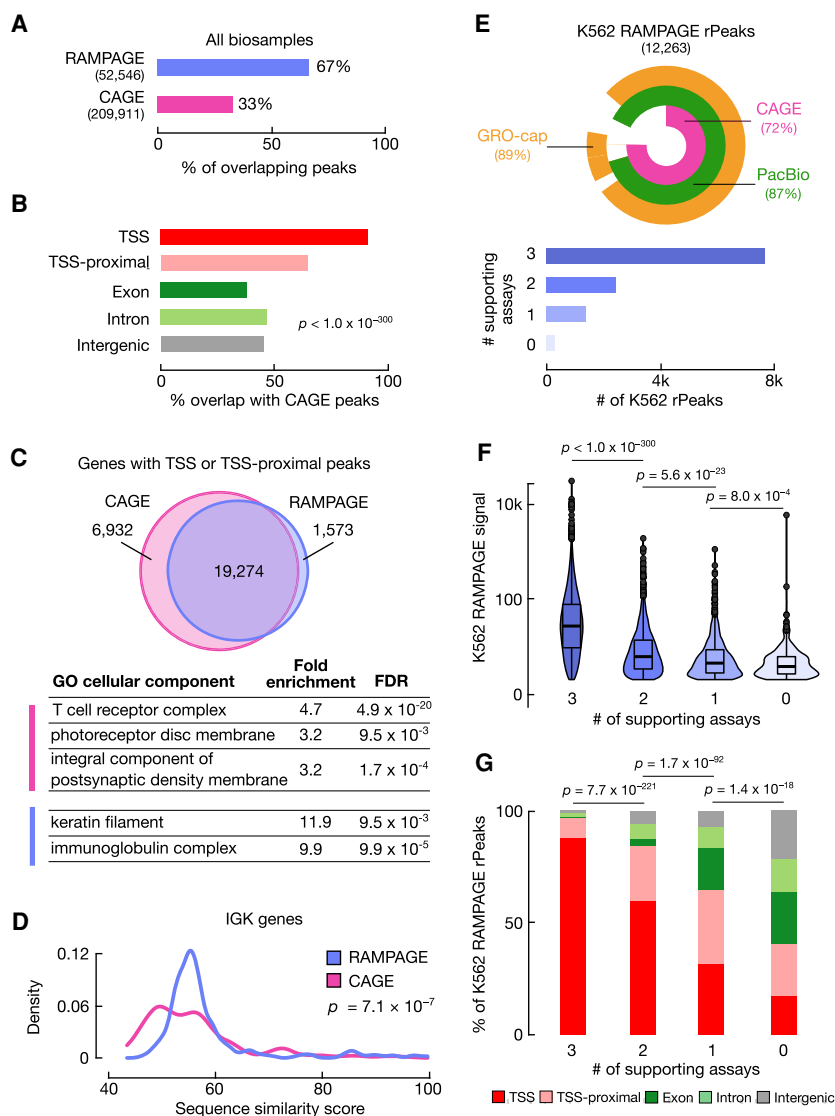 A
All biosamples
RAMPAGE
(52,546)
67%
CAGE
(209,911)
33%
0 50 100
% of overlapping peaks
B
TSS
TSS-proximal
Exon
Intron
Intergenic
p < 1.0 x 10⁻³⁰⁰
0 50 100
% overlap with CAGE peaks
C
Genes with TSS or TSS-proximal peaks
CAGE
6,932
RAMPAGE
1,573
19,274
GO cellular component Fold enrichment FDR
T cell receptor complex 4.7 4.9 x 10⁻²⁰
photoreceptor disc membrane 3.2 9.5 x 10⁻³
integral component of
postsynaptic density membrane 3.2 1.7 x 10⁻⁴
keratin filament 11.9 9.5 x 10⁻³
immunoglobulin complex 9.9 9.9 x 10⁻⁵
D
IGK genes
RAMPAGE
CAGE
p = 7.1 × 10⁻⁷
Density
0.12
0.06
0
40 60 80 100
Sequence similarity score
E
K562 RAMPAGE rPeaks
(12,263)
CAGE
(72%)
GRO-cap
(89%)
PacBio
(87%)
# supporting
assays
3
2
1
0
0 4k 8k
# of K562 rPeaks
F
p < 1.0 x 10⁻³⁰⁰
p = 5.6 x 10⁻²³
p = 8.0 x 10⁻⁴
K562 RAMPAGE signal
10k
100
0
3 2 1 0
# of supporting assays
G
p = 1.7 x 10⁻⁹²
p = 7.7 x 10⁻²²¹
p = 1.4 x 10⁻¹⁸
% of K562 RAMPAGE rPeaks
100
50
0
3 2 1 0
# of supporting assays
TSS TSS-proximal Exon Intron Intergenic